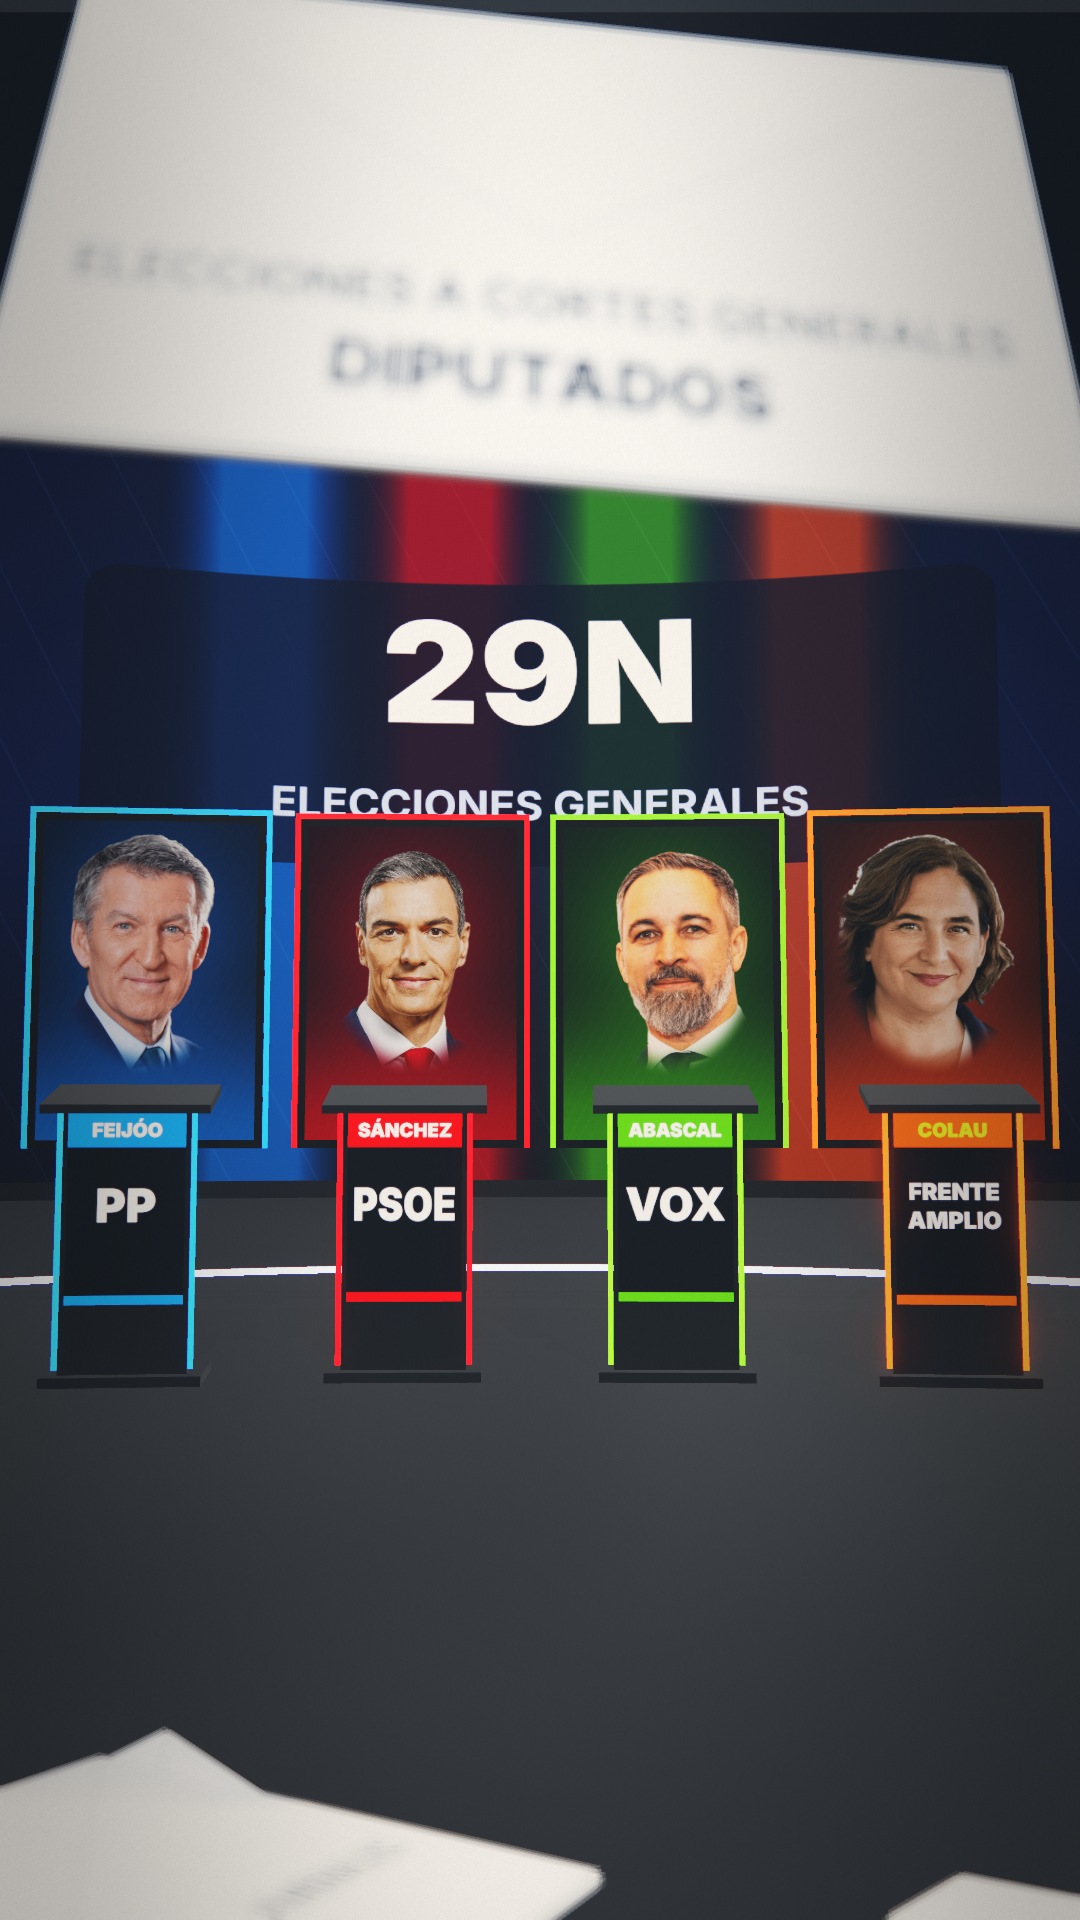 ELECCIONES A CORTES GENERALES
DIPUTADOS
29N
ELECCIONES GENERALES
FEIJÓO
SÁNCHEZ
ABASCAL
COLAU
PP
PSOE
VOX
FRENTE
AMPLIO